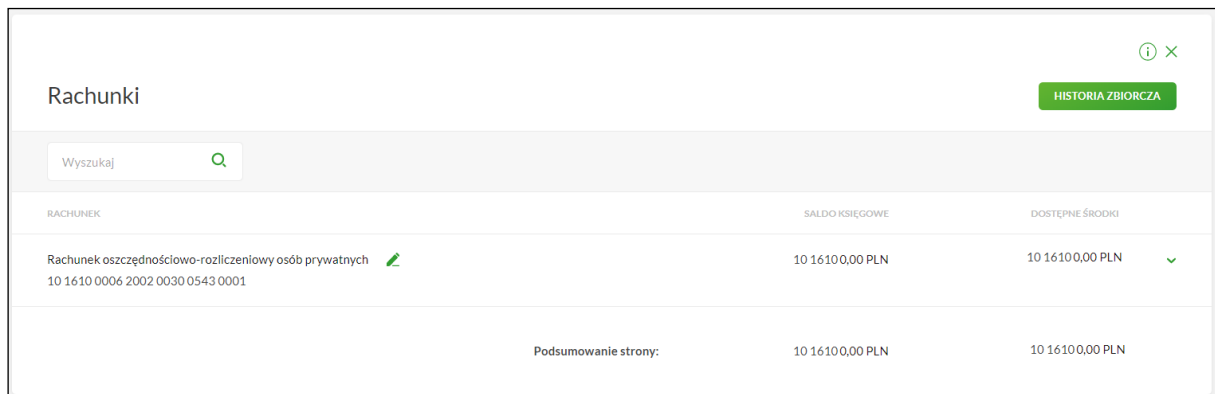 Rachunki
HISTORIA ZBIORCZA
Wyszukaj
RACHUNEK SALDO KSIĘGOWE DOSTĘPNE ŚRODKI
Rachunek oszczędnościowo-rozliczeniowy osób prywatnych 10 1610 0,00 PLN 10 1610 0,00 PLN
10 1610 0006 2002 0030 0543 0001
Podsumowanie strony: 10 1610 0,00 PLN 10 1610 0,00 PLN